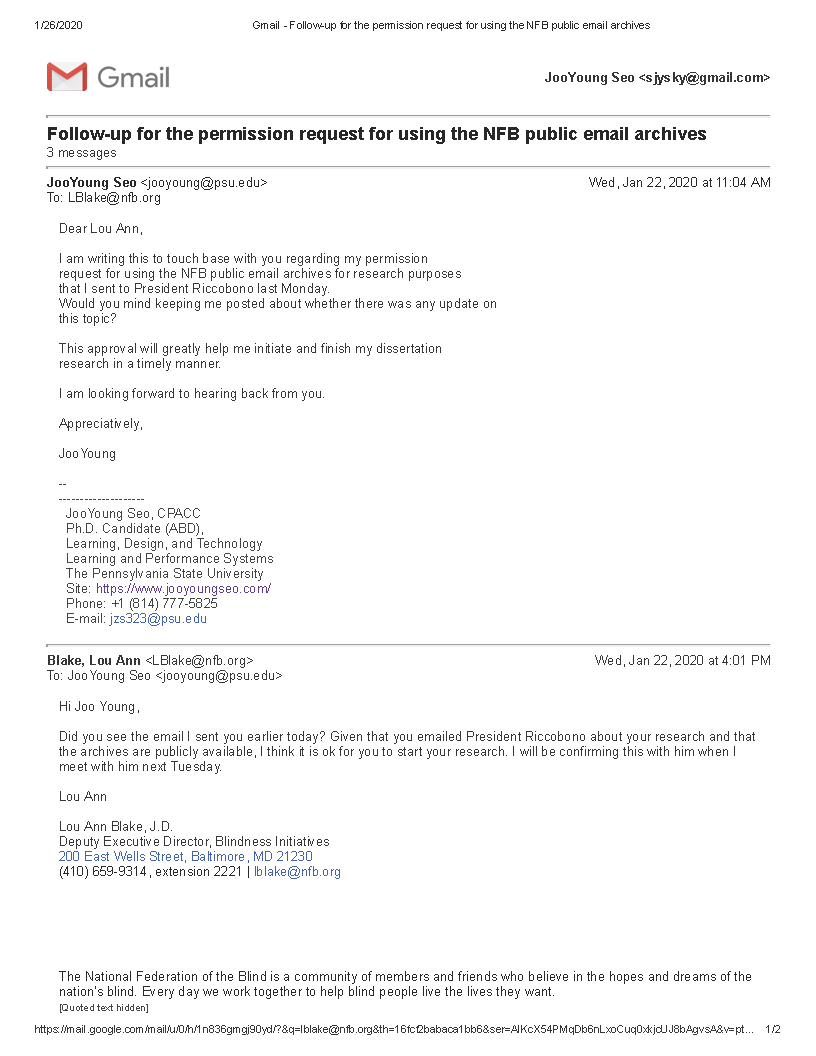 1/26/2020 Gmail - Follow-up for the permission request for using the NFB public email archives
Gmail JooYoung Seo <sjysky@gmail.com>
Follow-up for the permission request for using the NFB public email archives
3 messages
JooYoung Seo <jooyoung@psu.edu> Wed, Jan 22, 2020 at 11:04 AM
To: LBlake@nfb.org
Dear Lou Ann,
I am writing this to touch base with you regarding my permission
request for using the NFB public email archives for research purposes
that I sent to President Riccobono last Monday.
Would you mind keeping me posted about whether there was any update on
this topic?
This approval will greatly help me initiate and finish my dissertation
research in a timely manner.
I am looking forward to hearing back from you.
Appreciatively,
JooYoung
--
--------------------
JooYoung Seo, CPACC
Ph.D. Candidate (ABD),
Learning, Design, and Technology
Learning and Performance Systems
The Pennsylvania State University
Site: https://www.jooyoungseo.com/
Phone: +1 (814) 777-5825
E-mail: jzs323@psu.edu
Blake, Lou Ann <LBlake@nfb.org> Wed, Jan 22, 2020 at 4:01 PM
To: JooYoung Seo <jooyoung@psu.edu>
Hi Joo Young,
Did you see the email I sent you earlier today? Given that you emailed President Riccobono about your research and that
the archives are publicly available, I think it is ok for you to start your research. I will be confirming this with him when I
meet with him next Tuesday.
Lou Ann
Lou Ann Blake, J.D.
Deputy Executive Director, Blindness Initiatives
200 East Wells Street, Baltimore, MD 21230
(410) 659-9314, extension 2221 | lblake@nfb.org
The National Federation of the Blind is a community of members and friends who believe in the hopes and dreams of the
nation's blind. Every day we work together to help blind people live the lives they want.
[Quoted text hidden]
https://mail.google.com/mail/u/0/h/1n836gmgj90yd/?&q=lblake@nfb.org&th=16fcf2babaca1bb6&ser=AIKcX54PMqDb6nLxoCuq0xkjcUJ8bAgvsA&v=pt... 1/2